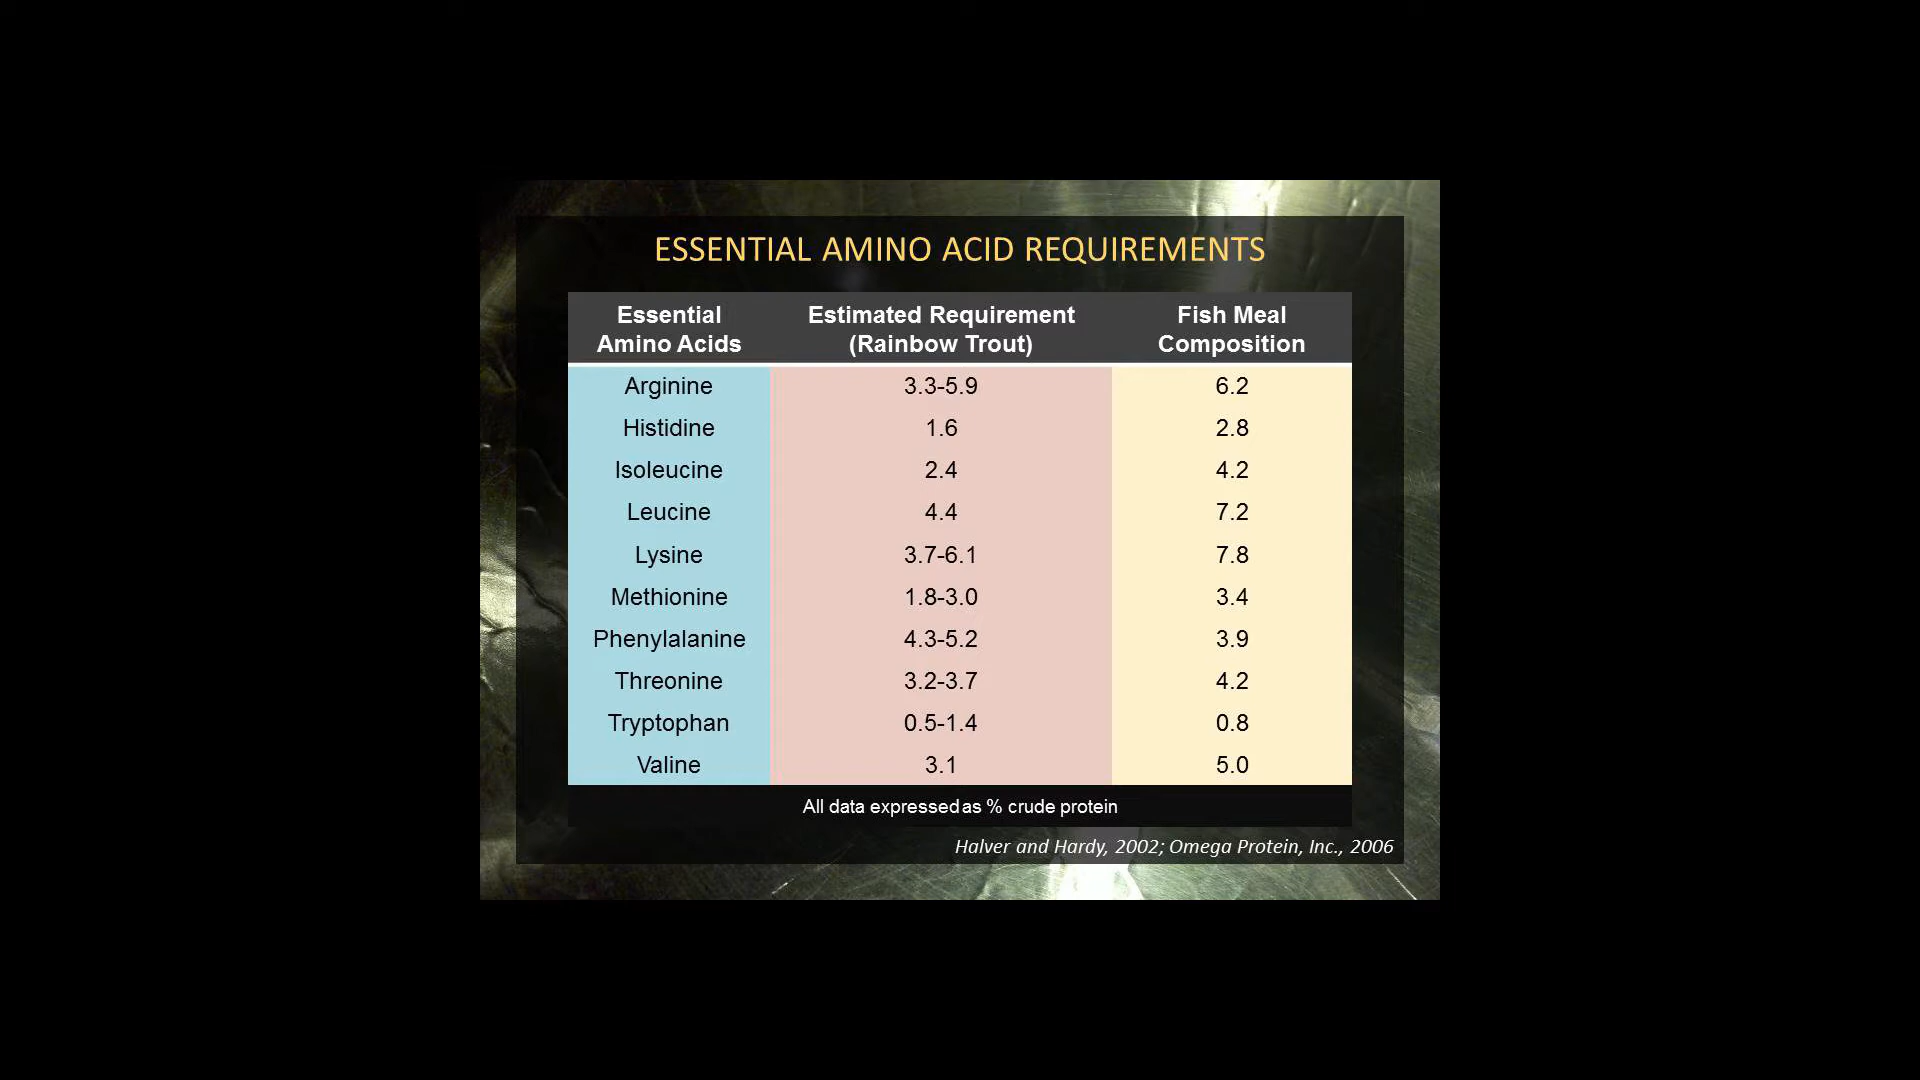 ESSENTIAL AMINO ACID REQUIREMENTS
Essential Amino Acids Estimated Requirement (Rainbow Trout) Fish Meal Composition
Arginine 3.3-5.9 6.2
Histidine 1.6 2.8
Isoleucine 2.4 4.2
Leucine 4.4 7.2
Lysine 3.7-6.1 7.8
Methionine 1.8-3.0 3.4
Phenylalanine 4.3-5.2 3.9
Threonine 3.2-3.7 4.2
Tryptophan 0.5-1.4 0.8
Valine 3.1 5.0
All data expressed as % crude protein
Halver and Hardy, 2002; Omega Protein, Inc., 2006